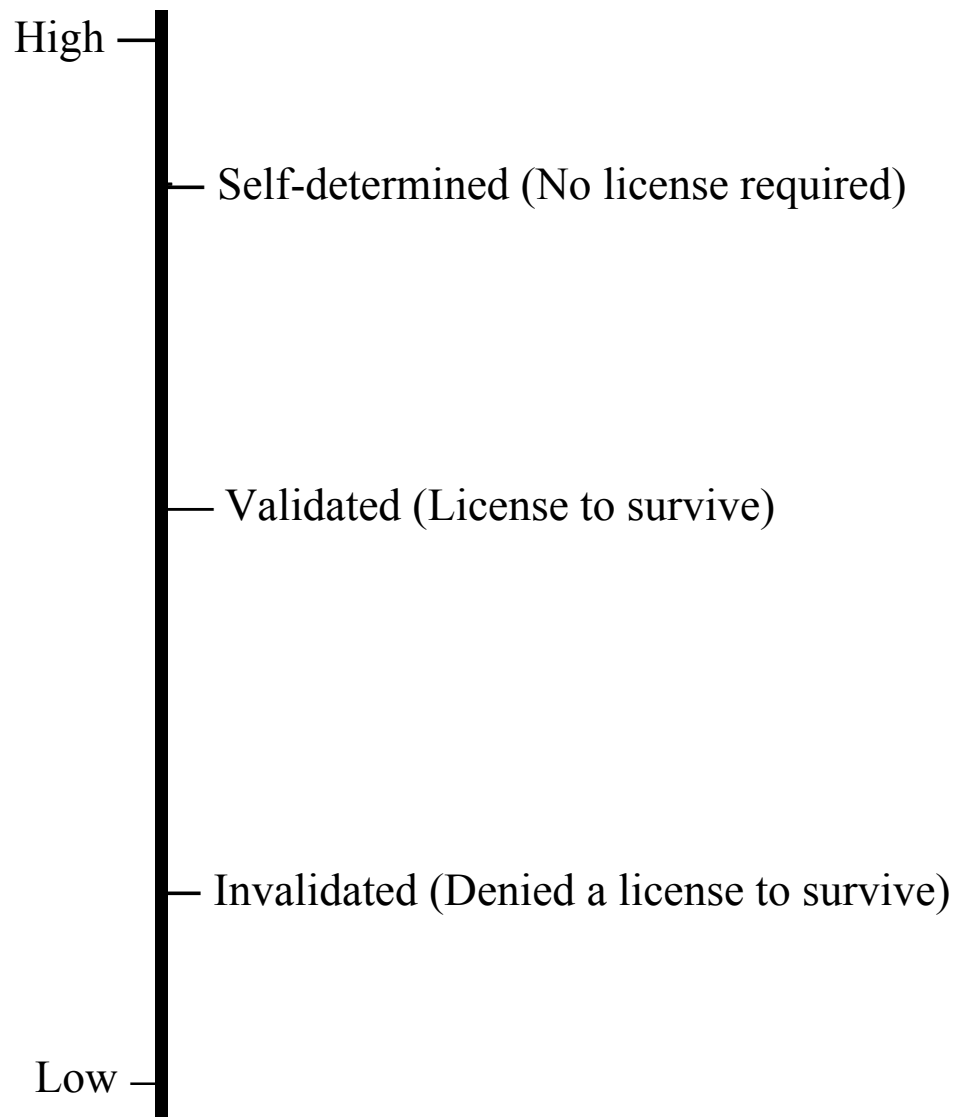 High
Self-determined (No license required)
Validated (License to survive)
Invalidated (Denied a license to survive)
Low